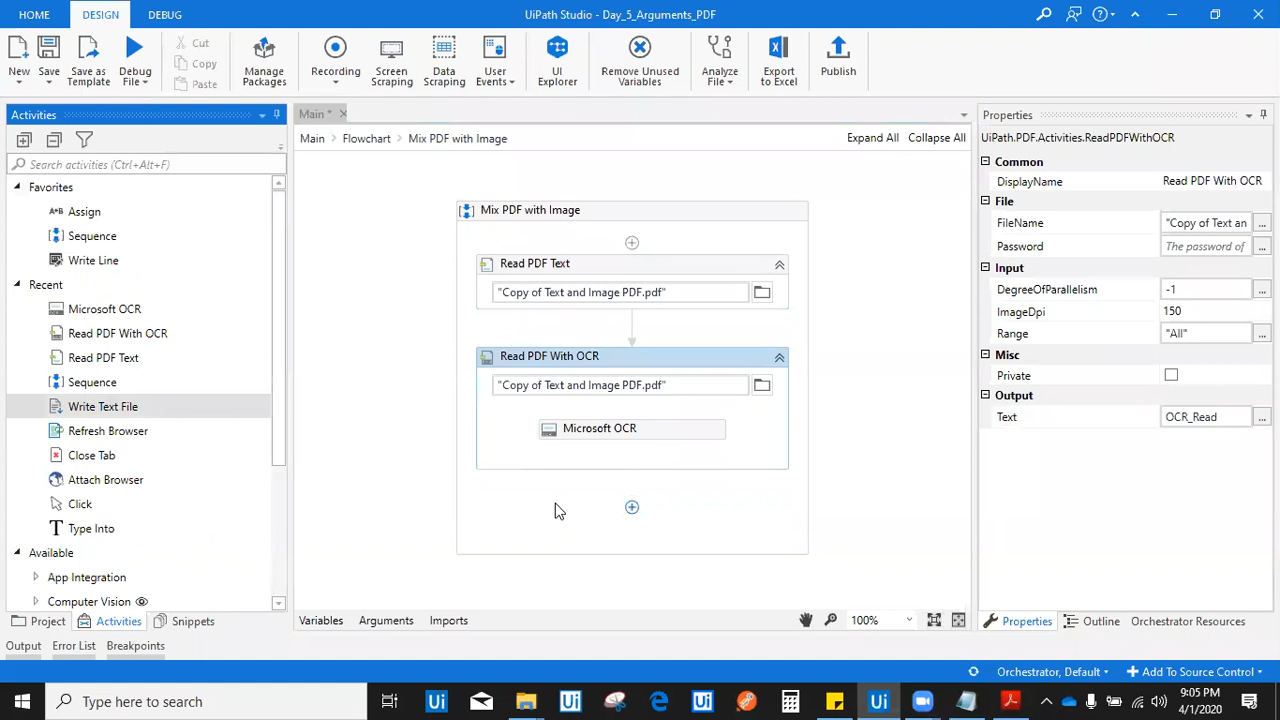 HOME DESIGN DEBUG UiPath Studio - Day_5_Arguments_PDF
New Save Save as Template Debug File Cut Copy Paste Manage Packages Recording Screen Scraping Data Scraping User Events UI Explorer Remove Unused Variables Analyze File Export to Excel Publish
Activities
Search activities (Ctrl+Alt+F)
Favorites
Assign
Sequence
Write Line
Recent
Microsoft OCR
Read PDF With OCR
Read PDF Text
Sequence
Write Text File
Refresh Browser
Close Tab
Attach Browser
Click
Type Into
Available
App Integration
Computer Vision
Project Activities Snippets
Main *
Main > Flowchart > Mix PDF with Image Expand All Collapse All
Mix PDF with Image
Read PDF Text
"Copy of Text and Image PDF.pdf"
Read PDF With OCR
"Copy of Text and Image PDF.pdf"
Microsoft OCR
Variables Arguments Imports 100%
Properties
UiPath.PDF.Activities.ReadPDFWithOCR
Common
DisplayName Read PDF With OCR
File
FileName "Copy of Text an ...
Password The password of ...
Input
DegreeOfParallelism -1 ...
ImageDpi 150
Range "All" ...
Misc
Private
Output
Text OCR_Read ...
Properties Outline Orchestrator Resources
Output Error List Breakpoints
Orchestrator, Default Add To Source Control
Type here to search
9:05 PM
4/1/2020